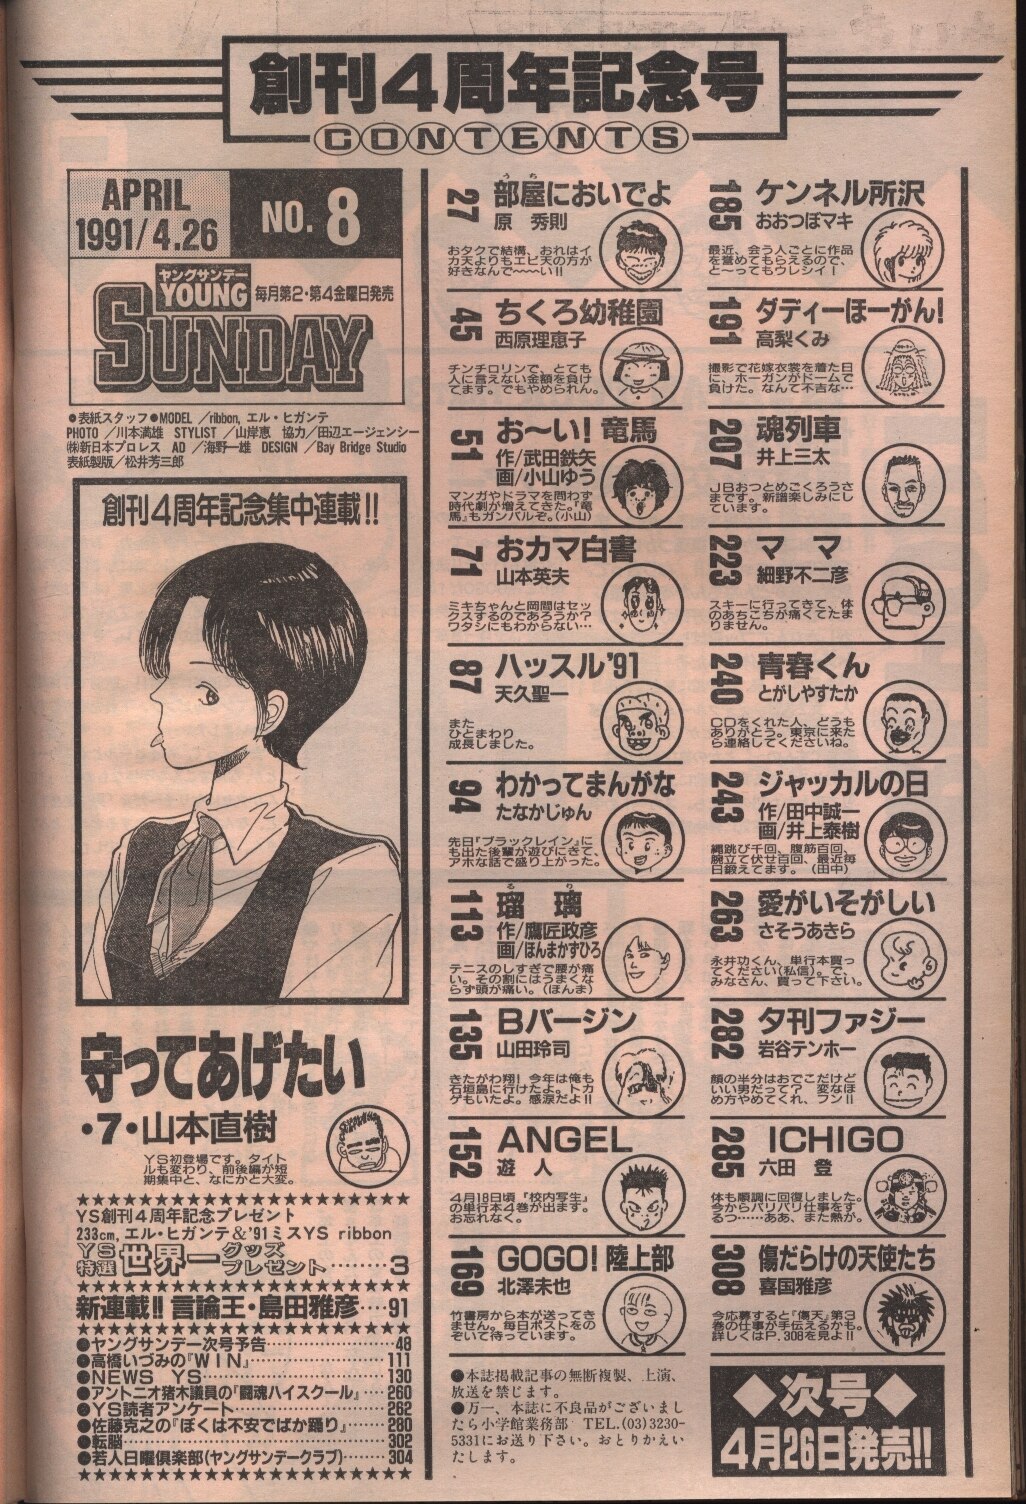 創刊4周年記念号
CONTENTS
APRIL
1991/4.26
NO. 8
ヤングサンデー
YOUNG
毎月第2・第4金曜日発売
SUNDAY
●表紙スタッフ●MODEL／ribbon, エル・ヒガンテ
PHOTO／川本満雄 STYLIST／山岸恵 協力／田辺エージェンシー
㈱新日本プロレス AD／海野一雄 DESIGN／Bay Bridge Studio
表紙製版／松井芳三郎
創刊4周年記念集中連載!!
守ってあげたい
・7・山本直樹
YS初登場です。タイト
ルも変わり、前後編が短
期集中と、なにかと大変。
★★★★★★★★★★★★★★★★★★★★
YS創刊4周年記念プレゼント
233cm, エル・ヒガンテ&'91ミスYS ribbon
YS特選 世界一 グッズプレゼント………3
新連載!! 言論王・島田雅彦…91
●ヤングサンデー次号予告…48
●高橋いづみの『WIN』…111
●NEWS YS…130
●アントニオ猪木議員の『闘魂ハイスクール』…260
●YS読者アンケート…262
●佐藤克之の『ぼくは不安でばか踊り』…280
●転脳…302
●若人日曜倶楽部(ヤングサンデークラブ)…304
27
うち
部屋においでよ
原 秀則
おタクで結構、おれはイ
カ天よりもエビ天の方が
好きなんで〜〜〜い!!
45
ちくろ幼稚園
西原理恵子
チンチロリンで、とても
人に言えない金額を負け
てます。でもやめられん。
51
お〜い! 竜馬
作/武田鉄矢
画/小山ゆう
マンガやドラマを問わず
時代劇が増えてきた。『竜
馬』もガンバルぞ。(小山)
71
おカマ白書
山本英夫
ミキちゃんと岡間はセッ
クスするのであろうか？
ワタシにもわからない…
87
ハッスル'91
天久聖一
また
ひとまわり
成長しました。
94
わかってまんがな
たなかじゅん
先日『ブラックレイン』に
も出た後輩が遊びにきて、
アホな話で盛り上がった。
113
るり
瑠璃
作/鷹匠政彦
画/ほんまかずひろ
テニスのしすぎで腰が痛
い。その割にはうまくな
らず頭が痛い。(ほんま)
135
Bバージン
山田玲司
きたがわ翔! 今年は俺も
石垣島に行けたよ。トカ
ゲもいたよ。感涙だよ!!
152
ANGEL
遊人
4月18日頃『校内写生』
の単行本4巻が出ます。
お忘れなく。
169
GOGO! 陸上部
北澤未也
竹書房から本が送ってき
ません。毎日ポストをの
ぞいて待っています。
●本誌掲載記事の無断複製、上演、
放送を禁じます。
●万一、本誌に不良品がございまし
たら小学館業務部 TEL.(03)3230-
5331にお送り下さい。おとりかえい
たします。
185
ケンネル所沢
おおつぼマキ
最近、会う人ごとに作品
を誉めてもらえるので、
と〜ってもウレシイ!
191
ダディーほーがん!
高梨くみ
撮影で花嫁衣裳を着た日
に、ホーガンがドームで
負けた。なんて不吉な…
207
魂列車
井上三太
JBおつとめごくろうさ
まです。新譜楽しみにし
ています。
223
ママ
細野不二彦
スキーに行ってきて、体
のあちこちが痛くてたま
りません。
240
青春くん
とがしやすたか
CDをくれた人、どうも
ありがとう。東京に来た
ら連絡してくださいね。
243
ジャッカルの日
作/田中誠一
画/井上泰樹
縄跳び千回、腹筋百回、
腕立て伏せ百回、最近毎
日鍛えてます。(田中)
263
愛がいそがしい
さそうあきら
永井功くん、単行本買っ
てください(私信)。で、
みなさん、買って下さい。
282
夕刊ファジー
岩谷テンホー
顔の半分はおでこだけど
いい男だって？ 変なほ
め方やめてくれ、フン!!
285
ICHIGO
六田 登
体も順調に回復しました。
今からバリバリ仕事をす
るつ……ああ、また熱が。
308
傷だらけの天使たち
喜国雅彦
今応募すると『傷天』第3
巻の仕事が手伝えるかも。
詳しくはP.308を見よ!!
◆次号◆
4月26日発売!!